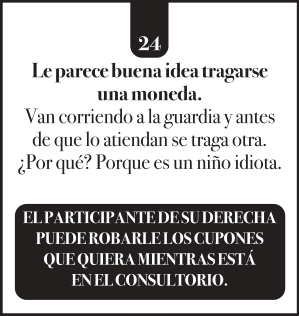 24
Le parece buena idea tragarse
una moneda.
Van corriendo a la guardia y antes
de que lo atiendan se traga otra.
¿Por qué? Porque es un niño idiota.
EL PARTICIPANTE DE SU DERECHA
PUEDE ROBARLE LOS CUPONES
QUE QUIERA MIENTRAS ESTÁ
EN EL CONSULTORIO.